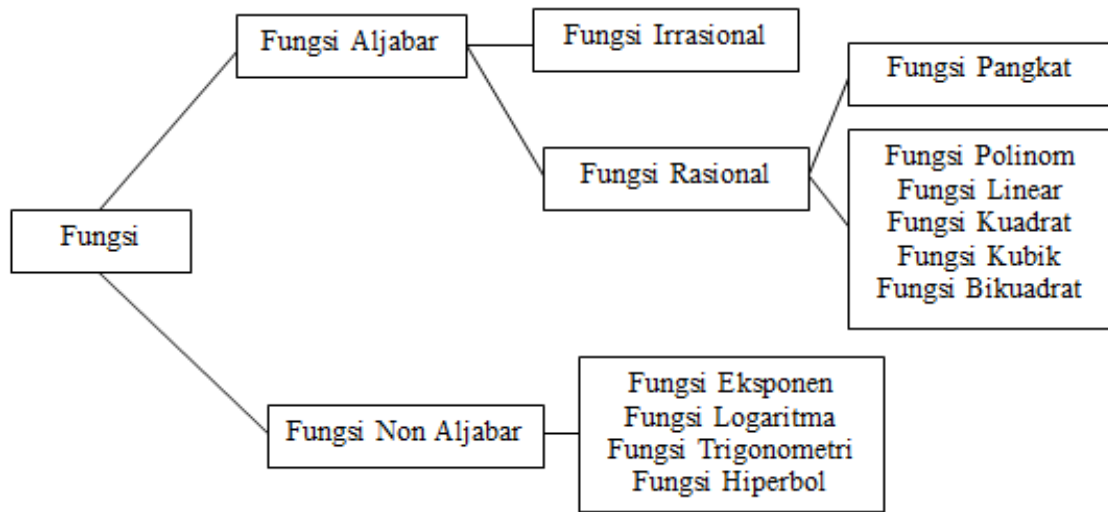 Fungsi Aljabar
Fungsi Irrasional
Fungsi Pangkat
Fungsi Rasional
Fungsi Polinom
Fungsi Linear
Fungsi Kuadrat
Fungsi Kubik
Fungsi Bikuadrat
Fungsi
Fungsi Non Aljabar
Fungsi Eksponen
Fungsi Logaritma
Fungsi Trigonometri
Fungsi Hiperbol